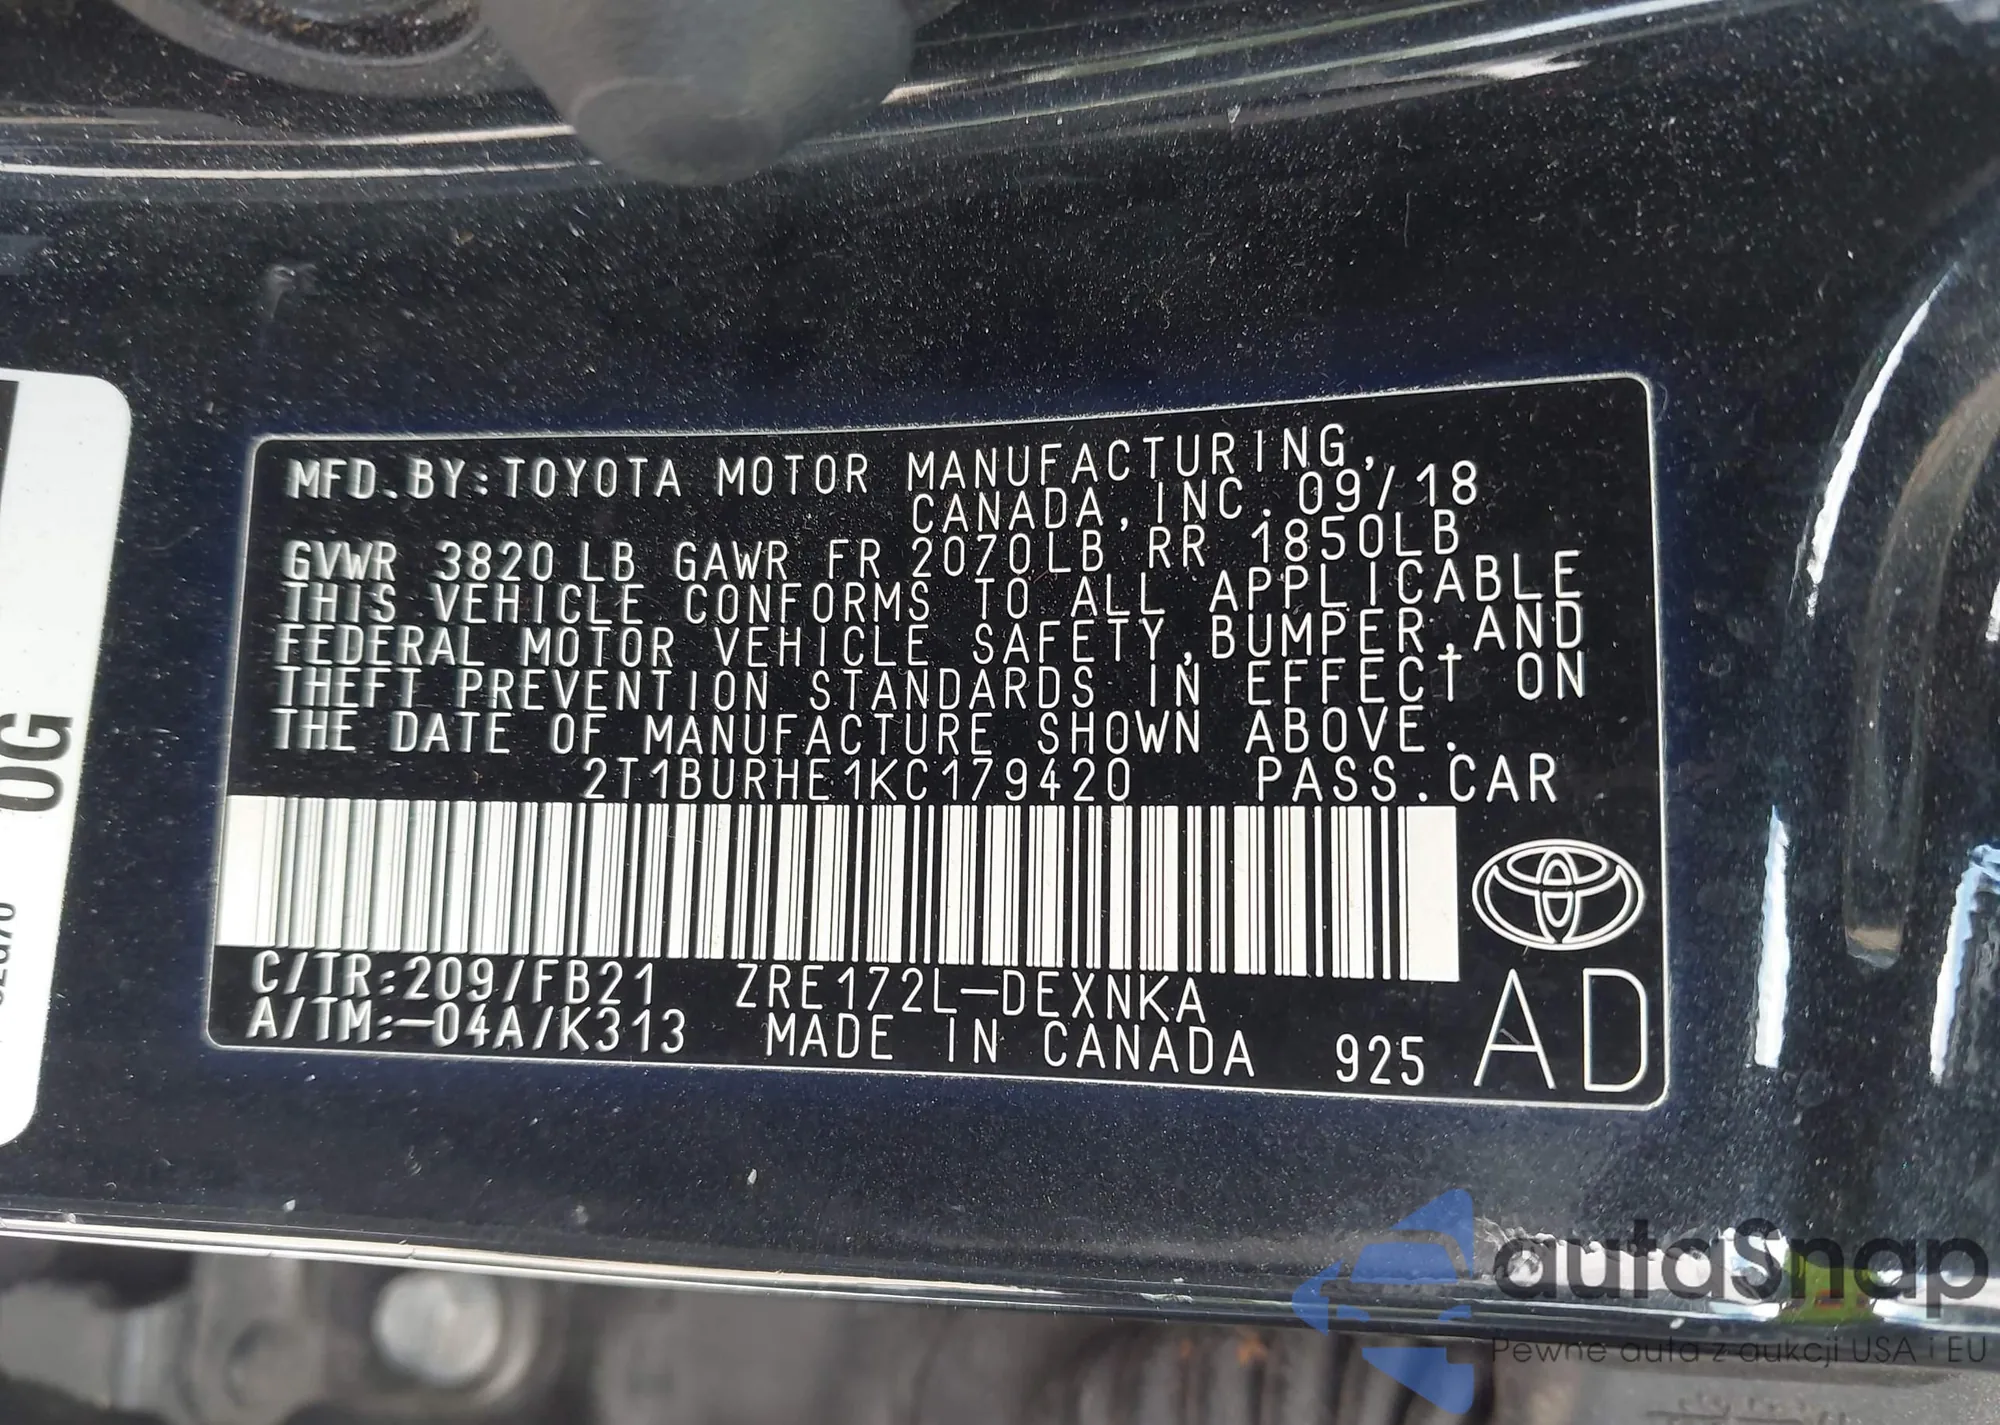 MFD.BY:TOYOTA MOTOR MANUFACTURING,
CANADA,INC. 09/18
GVWR 3820 LB GAWR FR 2070LB RR 1850LB
THIS VEHICLE CONFORMS TO ALL APPLICABLE
FEDERAL MOTOR VEHICLE SAFETY,BUMPER,AND
THEFT PREVENTION STANDARDS IN EFFECT ON
THE DATE OF MANUFACTURE SHOWN ABOVE.
2T1BURHE1KC179420 PASS.CAR
C/TR:209/FB21 ZRE172L-DEXNKA
A/TM:-04A/K313 MADE IN CANADA 925
AD
0G
autaSnap
Pewne auta z aukcji USA i EU